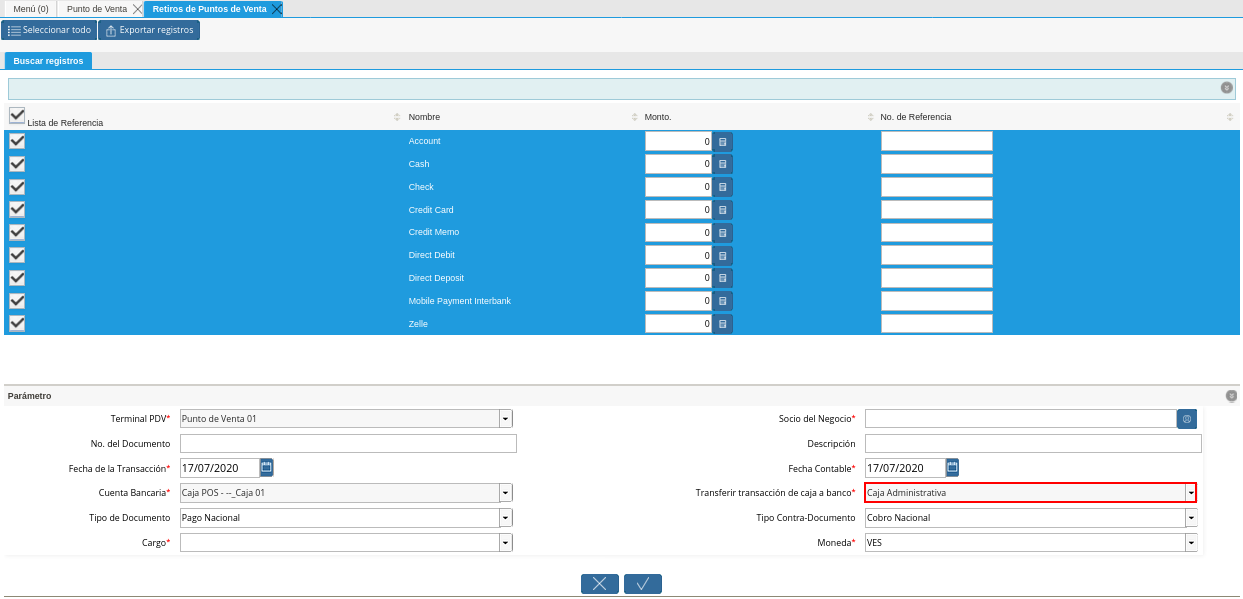 Menú (0) Punto de Venta Retiros de Puntos de Venta
Seleccionar todo Exportar registros
Buscar registros
Lista de Referencia Nombre Monto. No. de Referencia
Account 0
Cash 0
Check 0
Credit Card 0
Credit Memo 0
Direct Debit 0
Direct Deposit 0
Mobile Payment Interbank 0
Zelle 0
Parámetro
Terminal PDV* Punto de Venta 01 Socio del Negocio*
No. del Documento Descripción
Fecha de la Transacción* 17/07/2020 Fecha Contable* 17/07/2020
Cuenta Bancaria* Caja POS - --_Caja 01 Transferir transacción de caja a banco* Caja Administrativa
Tipo de Documento Pago Nacional Tipo Contra-Documento Cobro Nacional
Cargo* Moneda* VES